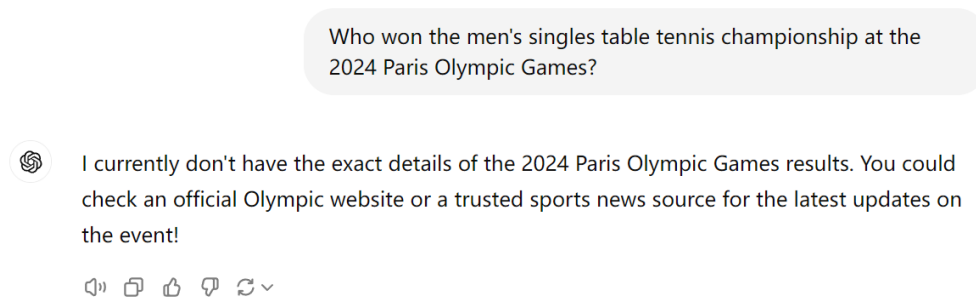 Who won the men's singles table tennis championship at the
2024 Paris Olympic Games?
I currently don't have the exact details of the 2024 Paris Olympic Games results. You could
check an official Olympic website or a trusted sports news source for the latest updates on
the event!